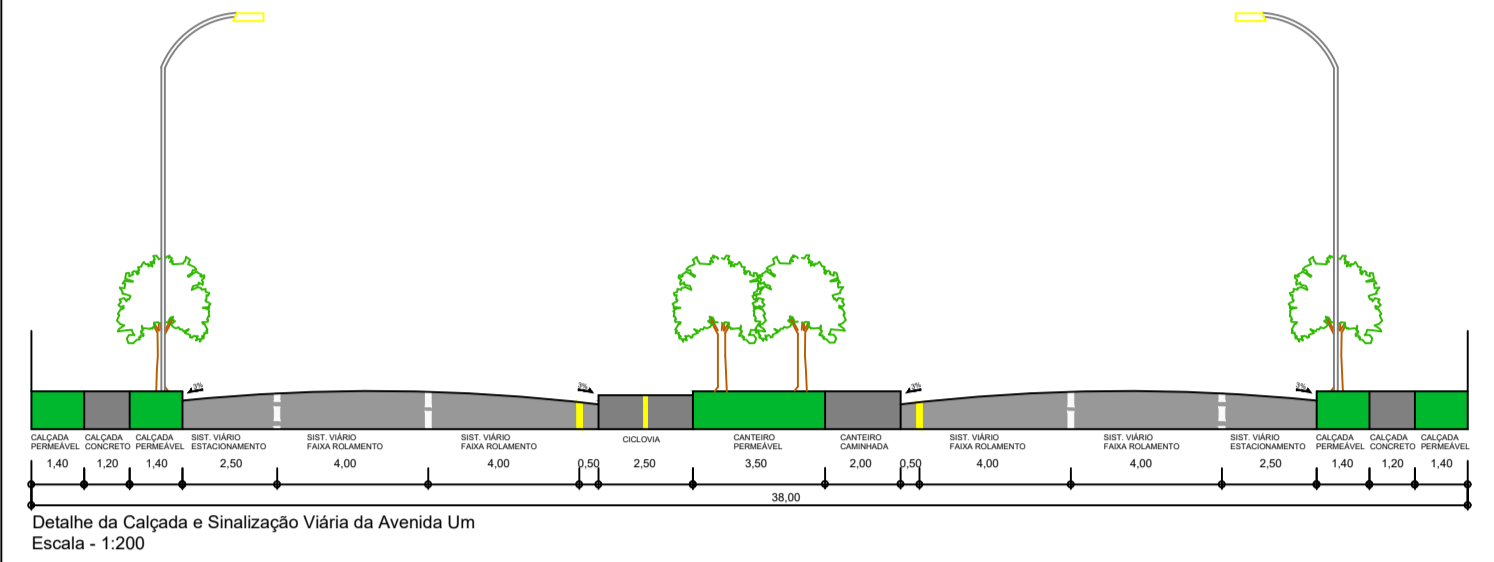 3%
3%
3%
3%
CALÇADA
PERMEÁVEL
CALÇADA
CONCRETO
CALÇADA
PERMEÁVEL
SIST. VIÁRIO
ESTACIONAMENTO
SIST. VIÁRIO
FAIXA ROLAMENTO
SIST. VIÁRIO
FAIXA ROLAMENTO
CICLOVIA
CANTEIRO
PERMEÁVEL
CANTEIRO
CAMINHADA
SIST. VIÁRIO
FAIXA ROLAMENTO
SIST. VIÁRIO
FAIXA ROLAMENTO
SIST. VIÁRIO
ESTACIONAMENTO
CALÇADA
PERMEÁVEL
CALÇADA
CONCRETO
CALÇADA
PERMEÁVEL
1,40 1,20 1,40 2,50 4,00 4,00 0,50 2,50 3,50 2,00 0,50 4,00 4,00 2,50 1,40 1,20 1,40
38,00
Detalhe da Calçada e Sinalização Viária da Avenida Um
Escala - 1:200